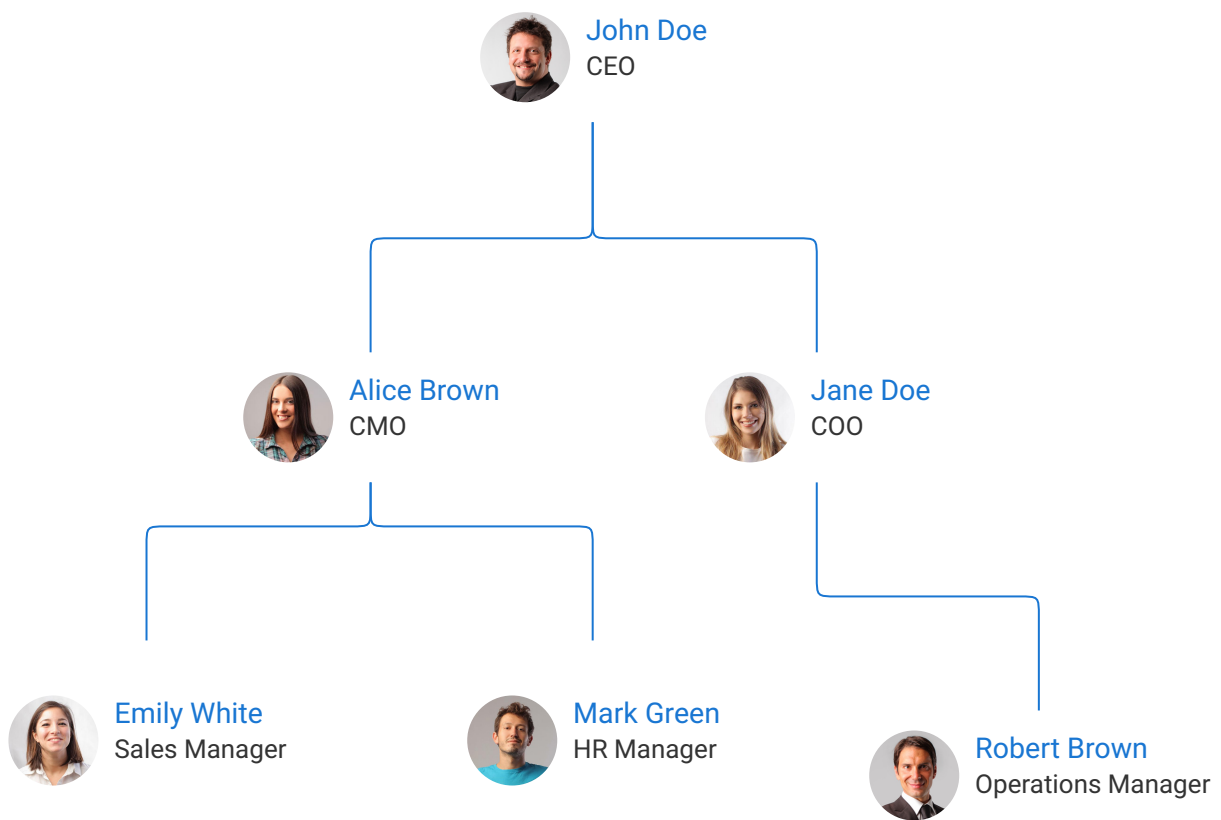 John Doe
CEO
Alice Brown
CMO
Jane Doe
COO
Emily White
Sales Manager
Mark Green
HR Manager
Robert Brown
Operations Manager